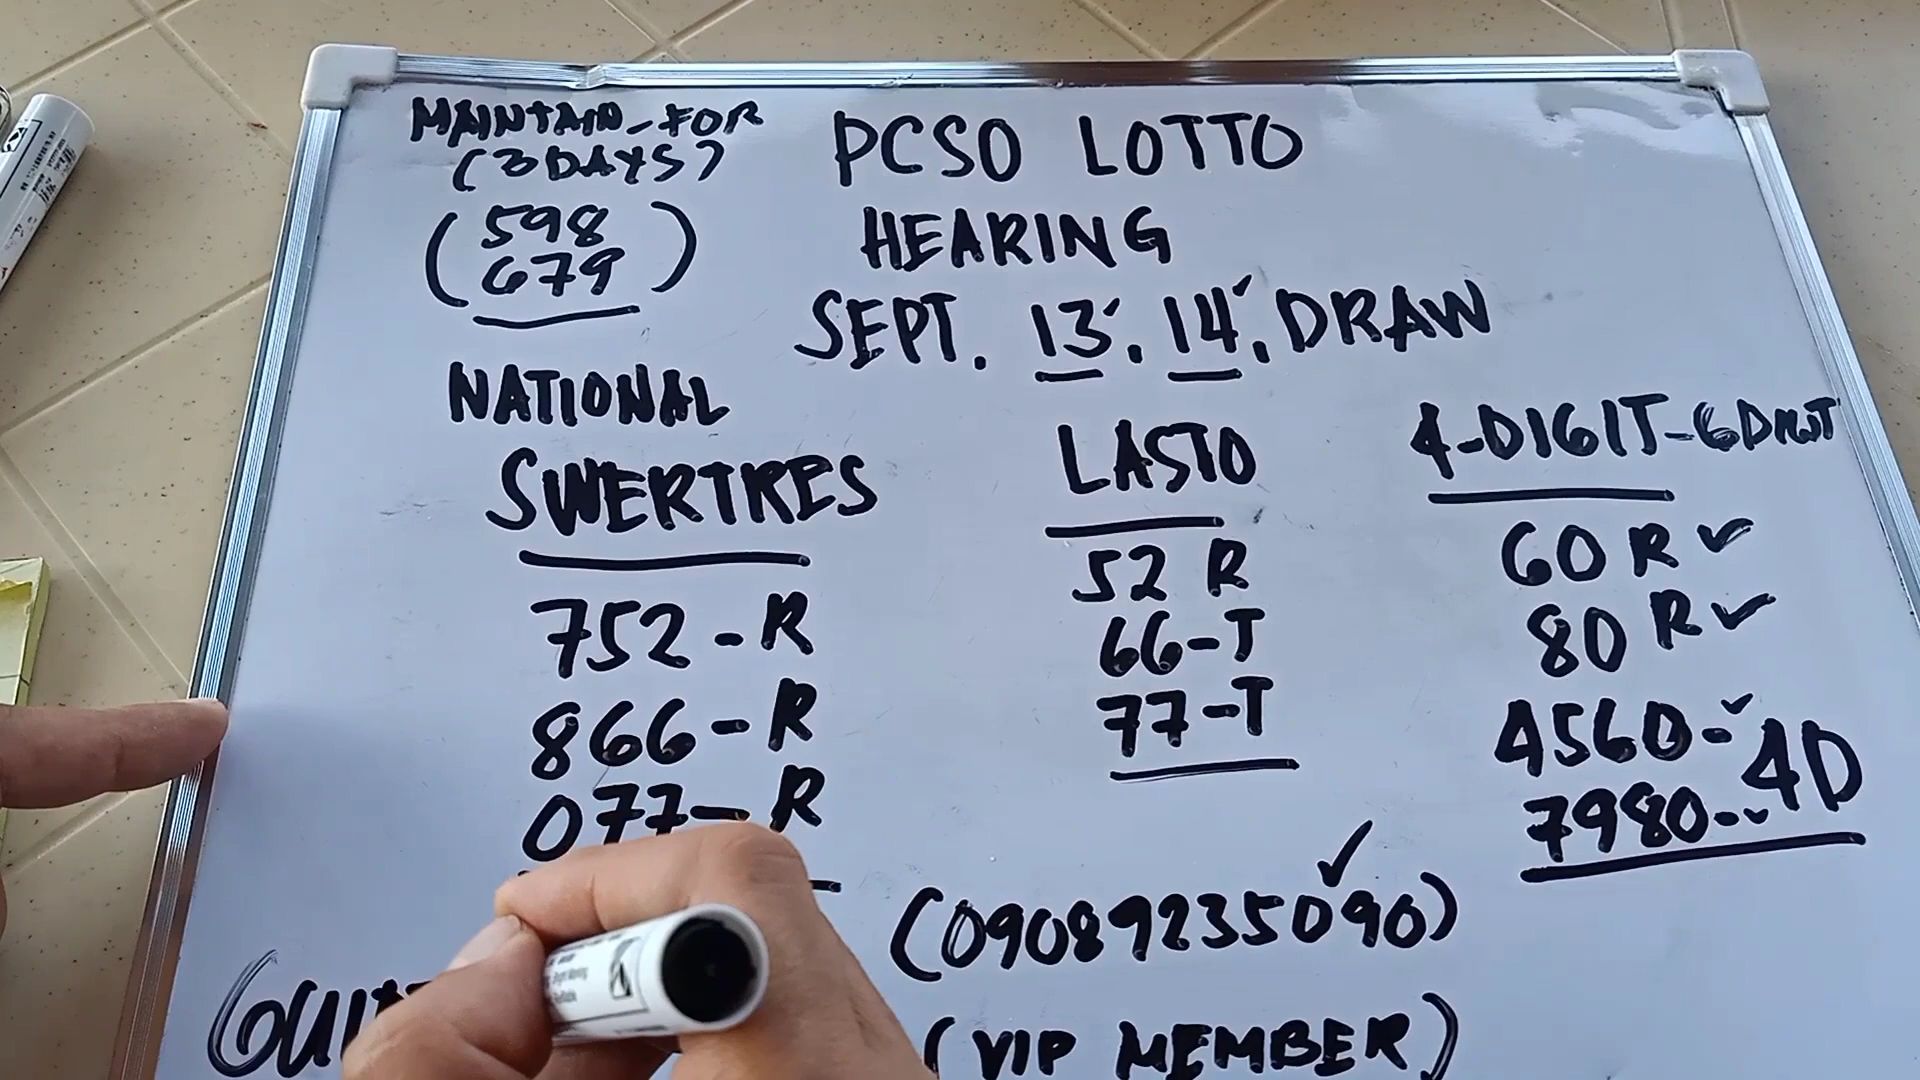 MAINTAIN-FOR
(3DAYS)
(598
679)
PCSO LOTTO
HEARING
SEPT. 13. 14. DRAW
NATIONAL
SWERTRES
752-R
866-R
077-R
LASTO
52 R
66-T
77-T
4-DIGIT-6DIGIT
60 R ✓
80 R ✓
4560-✓
7980-✓ 4D
(09089235090)
(VIP MEMBER)